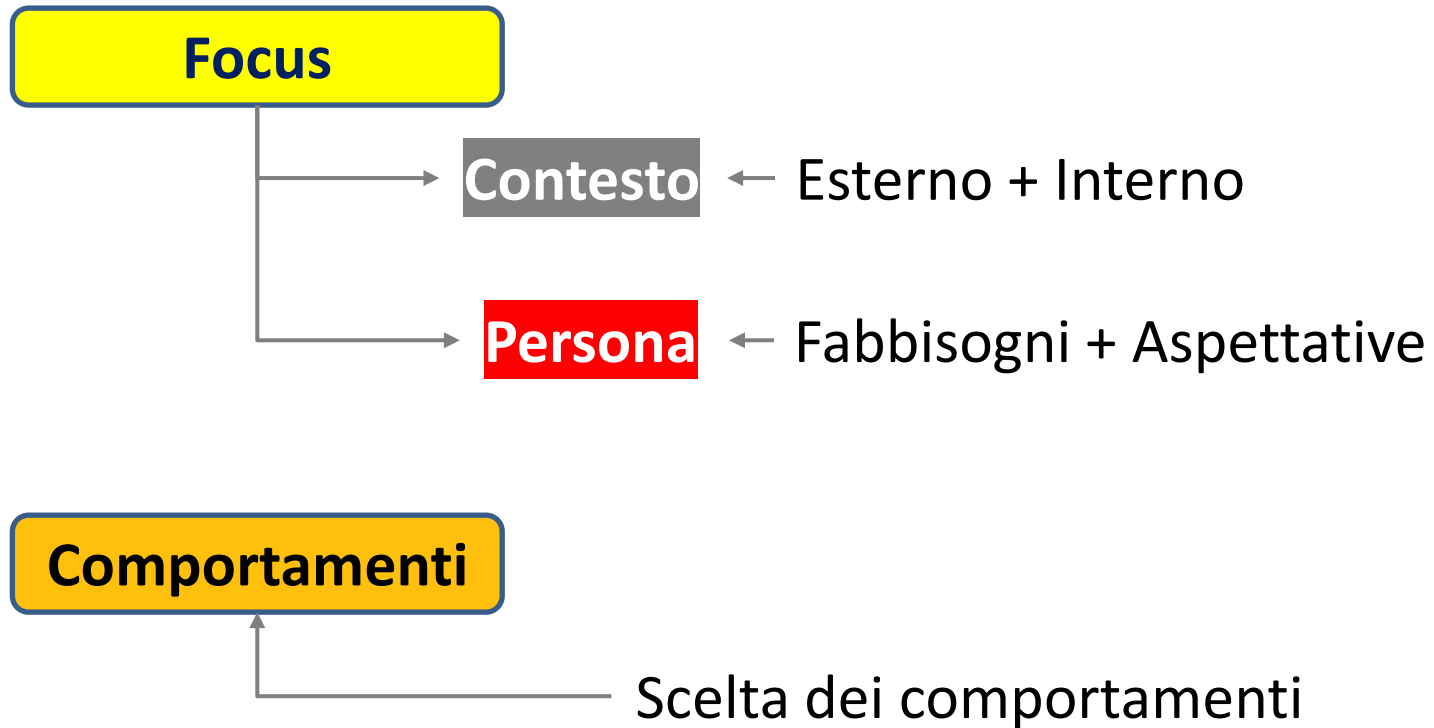 Focus
Contesto Esterno + Interno
Persona Fabbisogni + Aspettative
Comportamenti
Scelta dei comportamenti